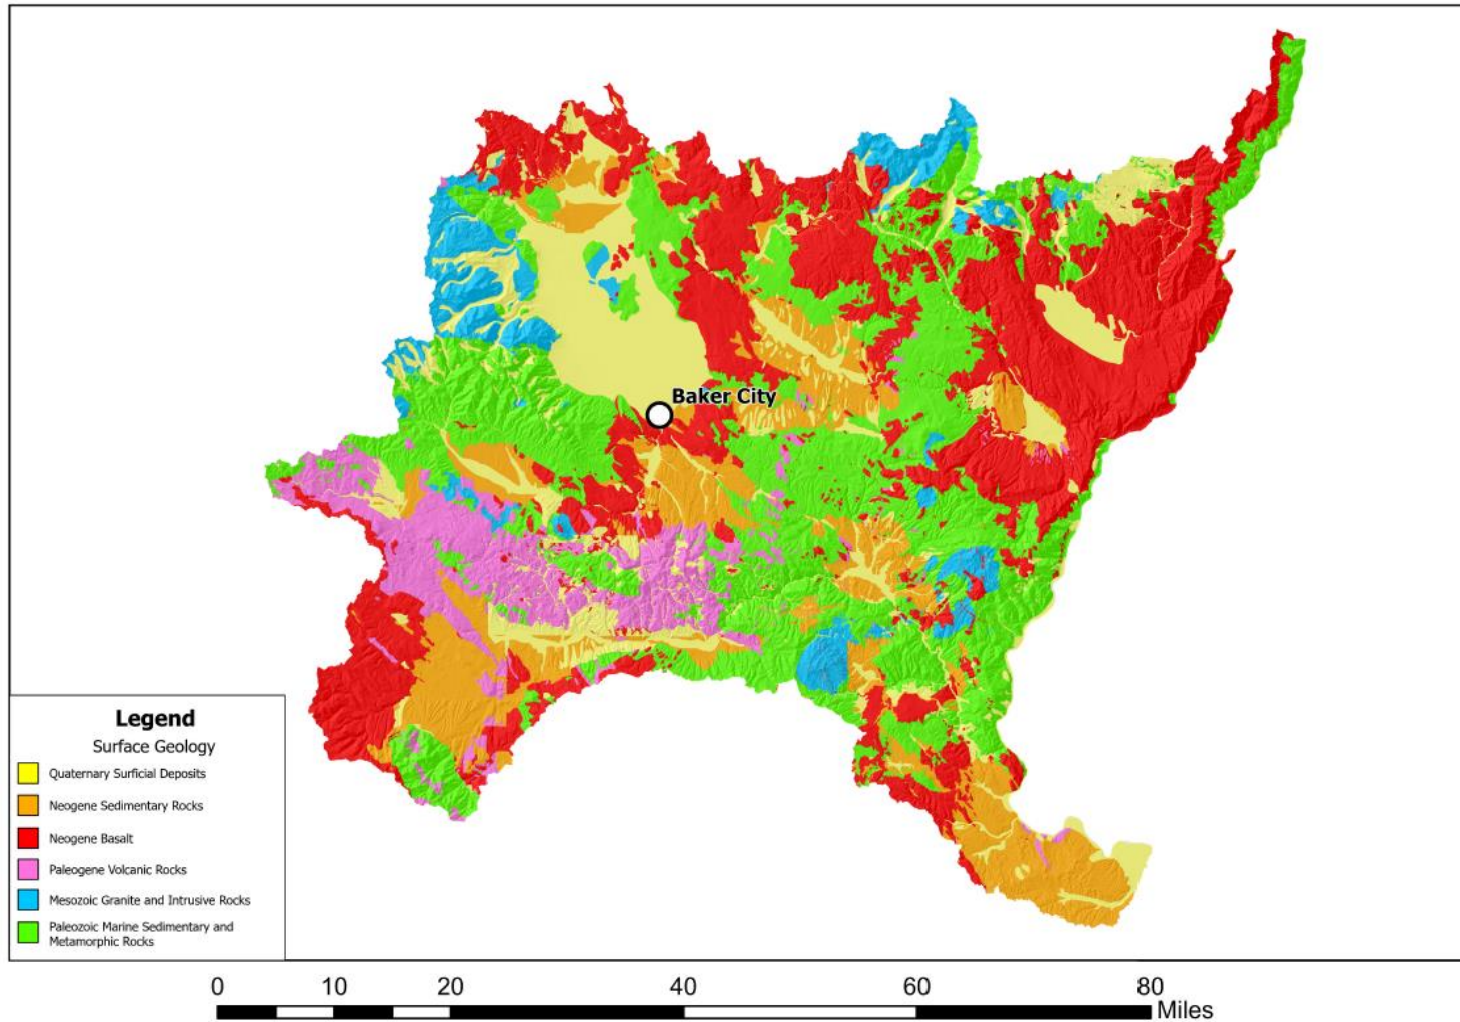 Baker City
Legend
Surface Geology
Quaternary Surficial Deposits
Neogene Sedimentary Rocks
Neogene Basalt
Paleogene Volcanic Rocks
Mesozoic Granite and Intrusive Rocks
Paleozoic Marine Sedimentary and
Metamorphic Rocks
0 10 20 40 60 80
Miles